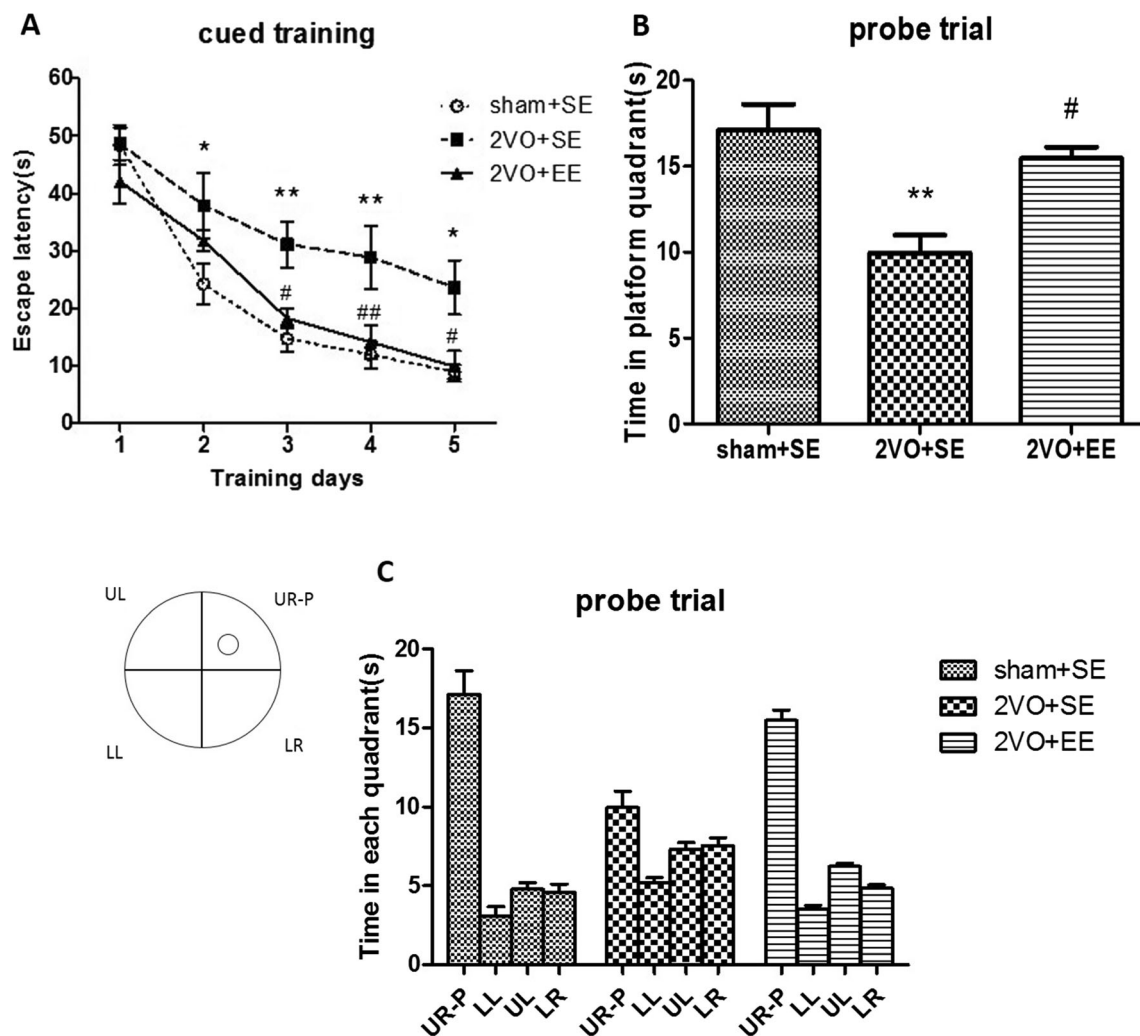 A
cued training
Escape latency(s)
60
50
40
30
20
10
0
* ** ** *
# ## #
1 2 3 4 5
Training days
sham+SE
2VO+SE
2VO+EE
B
probe trial
Time in platform quadrant(s)
20
15
10
5
0
**
#
sham+SE 2VO+SE 2VO+EE
UL
UR-P
LL
LR
C
probe trial
Time in each quadrant(s)
20
15
10
5
0
UR-P LL UL LR UR-P LL UL LR UR-P LL UL LR
sham+SE
2VO+SE
2VO+EE